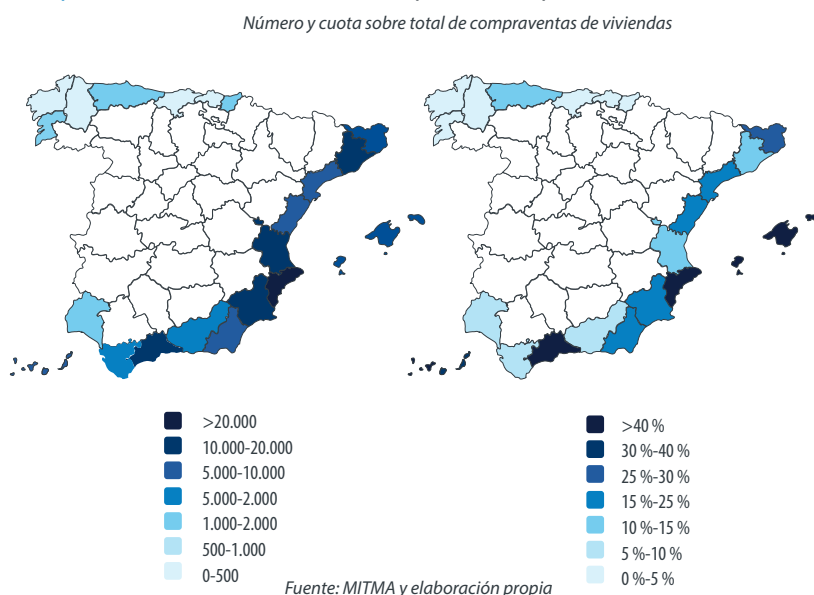 Número y cuota sobre total de compraventas de viviendas
>20.000
10.000-20.000
5.000-10.000
5.000-2.000
1.000-2.000
500-1.000
0-500
>40 %
30 %-40 %
25 %-30 %
15 %-25 %
10 %-15 %
5 %-10 %
0 %-5 %
Fuente: MITMA y elaboración propia